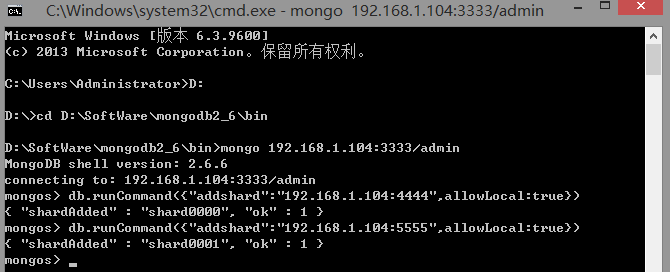 C:\Windows\system32\cmd.exe - mongo 192.168.1.104:3333/admin
Microsoft Windows [版本 6.3.9600]
(c) 2013 Microsoft Corporation。保留所有权利。
C:\Users\Administrator>D:
D:\>cd D:\SoftWare\mongodb2_6\bin
D:\SoftWare\mongodb2_6\bin>mongo 192.168.1.104:3333/admin
MongoDB shell version: 2.6.6
connecting to: 192.168.1.104:3333/admin
mongos> db.runCommand({"addshard":"192.168.1.104:4444",allowLocal:true})
{ "shardAdded" : "shard0000", "ok" : 1 }
mongos> db.runCommand({"addshard":"192.168.1.104:5555",allowLocal:true})
{ "shardAdded" : "shard0001", "ok" : 1 }
mongos> _